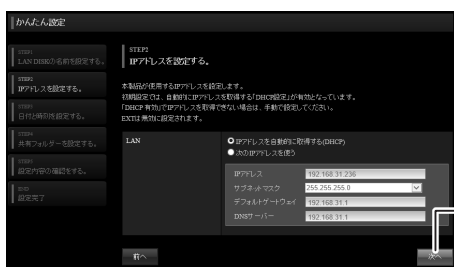 かんたん設定
STEP1
LAN DISKの名前を設定する。
STEP2
IPアドレスを設定する。
STEP3
日付と時刻を設定する。
STEP4
共有フォルダーを設定する。
STEP5
設定内容の確認をする。
END
設定完了
STEP2
IPアドレスを設定する。
本製品が使用するIPアドレスを設定します。
初期設定では、自動的にIPアドレスを取得する「DHCP設定」が有効となっています。
「DHCP有効」でIPアドレスを取得できない場合は、手動で設定してください。
EXTは無効に設定されます。
LAN
IPアドレスを自動的に取得する(DHCP)
次のIPアドレスを使う
IPアドレス 192.168.31.236
サブネットマスク 255.255.255.0
デフォルトゲートウェイ 192.168.31.1
DNSサーバー 192.168.31.1
前へ
次へ